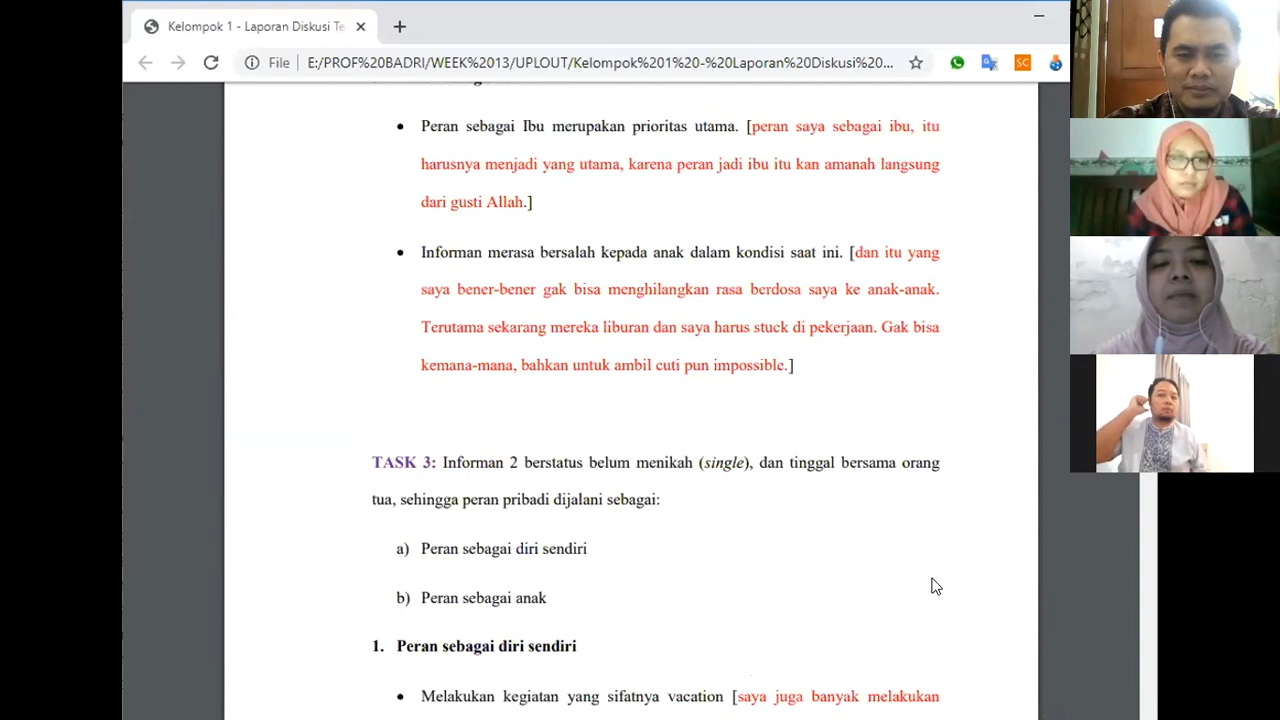 Kelompok 1 - Laporan Diskusi Te
File
E:/PROF%20BADRI/WEEK%2013/UPLOUT/Kelompok%201%20-%20Laporan%20Diskusi%20...
SC
• Peran sebagai Ibu merupakan prioritas utama. [peran saya sebagai ibu, itu
harusnya menjadi yang utama, karena peran jadi ibu itu kan amanah langsung
dari gusti Allah.]
• Informan merasa bersalah kepada anak dalam kondisi saat ini. [dan itu yang
saya bener-bener gak bisa menghilangkan rasa berdosa saya ke anak-anak.
Terutama sekarang mereka liburan dan saya harus stuck di pekerjaan. Gak bisa
kemana-mana, bahkan untuk ambil cuti pun impossible.]
TASK 3: Informan 2 berstatus belum menikah (single), dan tinggal bersama orang
tua, sehingga peran pribadi dijalani sebagai:
a) Peran sebagai diri sendiri
b) Peran sebagai anak
1. Peran sebagai diri sendiri
• Melakukan kegiatan yang sifatnya vacation [saya juga banyak melakukan